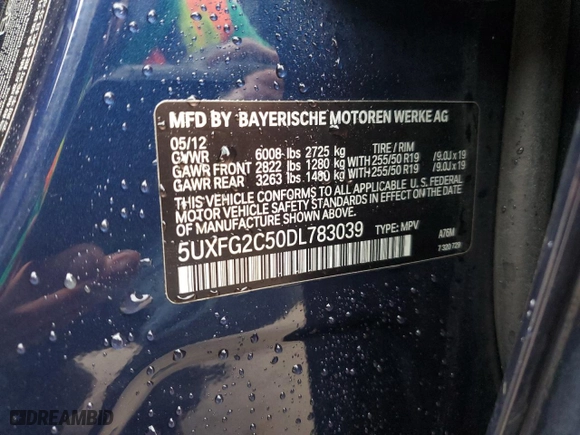 MFD BY BAYERISCHE MOTOREN WERKE AG
05/12
GVWR 6008-lbs 2725 kg TIRE / RIM
GAWR FRONT 2822 lbs 1280 kg WITH 255/50 R19 /9.0J x 19
GAWR REAR 3263 lbs 1480 kg WITH 255/50 R19 /9.0J x 19
THIS VEHICLE CONFORMS TO ALL APPLICABLE U.S. FEDERAL
MOTOR VEHICLE SAFETY STANDARDS IN EFFECT ON THE DATE
OF MANUFACTURE SHOWN ABOVE.
5UXFG2C50DL783039 TYPE: MPV A76M
7 320 728
DREAMBID